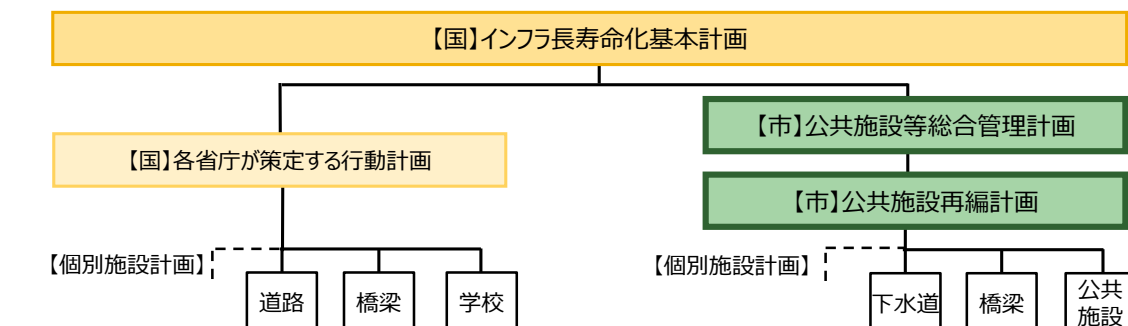 【国】インフラ長寿命化基本計画
【市】公共施設等総合管理計画
【国】各省庁が策定する行動計画
【市】公共施設再編計画
【個別施設計画】
【個別施設計画】
道路
橋梁
学校
下水道
橋梁
公共
施設